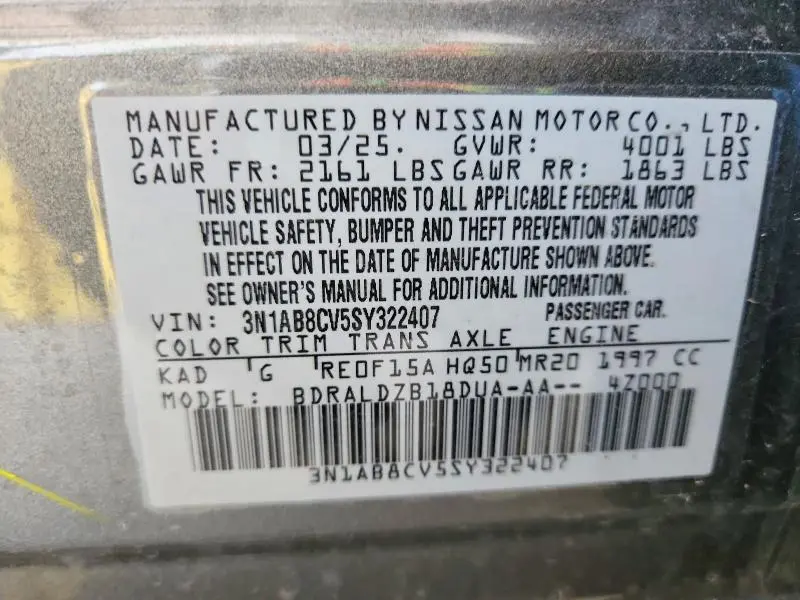 MANUFACTURED BY NISSAN MOTOR CO., LTD.
DATE: 03/25. GVWR: 4001 LBS
GAWR FR: 2161 LBS GAWR RR: 1863 LBS
THIS VEHICLE CONFORMS TO ALL APPLICABLE FEDERAL MOTOR
VEHICLE SAFETY, BUMPER AND THEFT PREVENTION STANDARDS
IN EFFECT ON THE DATE OF MANUFACTURE SHOWN ABOVE.
SEE OWNER'S MANUAL FOR ADDITIONAL INFORMATION.
VIN: 3N1AB8CV5SY322407 PASSENGER CAR.
COLOR TRIM TRANS AXLE ENGINE
KAD G RE0F15A HQ50 MR20 1997 CC
MODEL: BDRALDZB18DUA-AA-- 4Z000
3N1AB8CV5SY322407